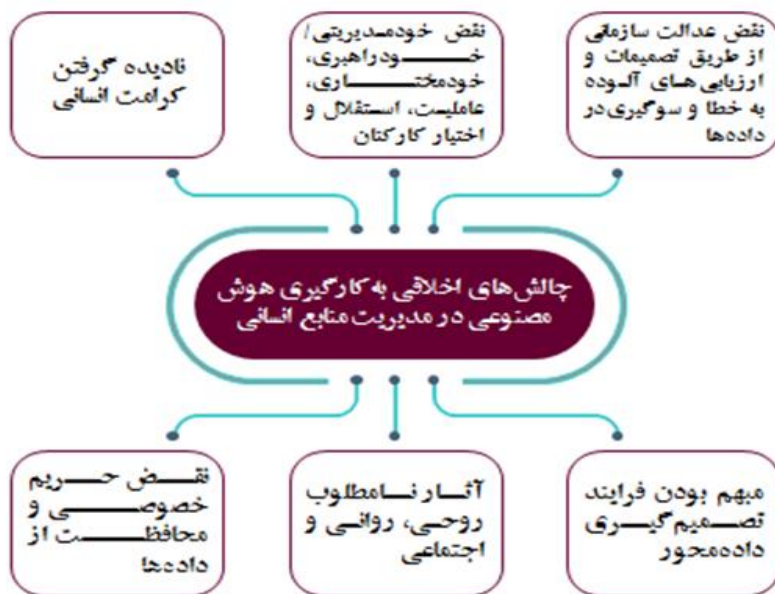 نقض عدالت سازمانی
از طریق تصمیمات و
ارزیابی‌های آلوده
به خطا و سوگیری در
داده‌ها
نقض خودمدیریتی/
خودراهبری،
خودمختاری،
عاملیت، استقلال و
اختیار کارکنان
نادیده گرفتن
کرامت انسانی
چالش‌های اخلاقی به‌کارگیری هوش
مصنوعی در مدیریت منابع انسانی
مبهم بودن فرایند
تصمیم‌گیری
داده‌محور
آثار نامطلوب
روحی، روانی و
اجتماعی
نقض حریم
خصوصی و
محافظت از
داده‌ها